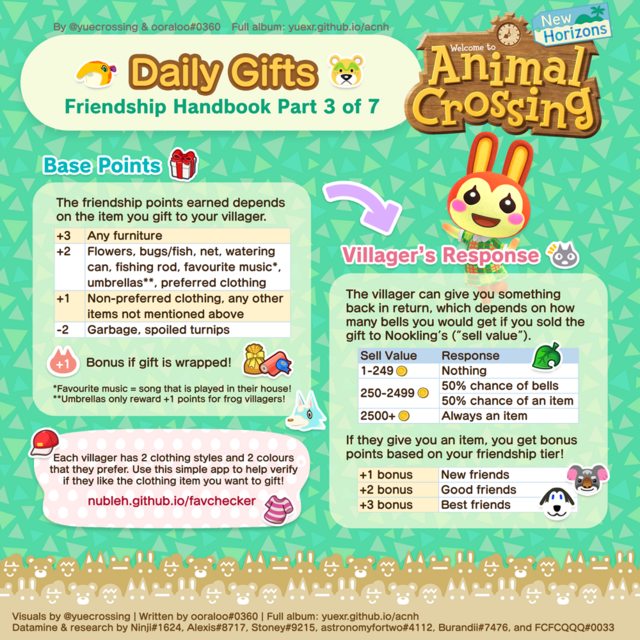 By @yuecrossing & ooraloo#0360 Full album: yuexr.github.io/acnh
Daily Gifts
Friendship Handbook Part 3 of 7
Welcome to
Animal
Crossing
New
Horizons
Base Points
The friendship points earned depends
on the item you gift to your villager.
+3 Any furniture
+2 Flowers, bugs/fish, net, watering
can, fishing rod, favourite music*,
umbrellas**, preferred clothing
+1 Non-preferred clothing, any other
items not mentioned above
-2 Garbage, spoiled turnips
+1 Bonus if gift is wrapped!
*Favourite music = song that is played in their house!
**Umbrellas only reward +1 points for frog villagers!
Each villager has 2 clothing styles and 2 colours
that they prefer. Use this simple app to help verify
if they like the clothing item you want to gift!
nubleh.github.io/favchecker
Villager's Response
The villager can give you something
back in return, which depends on how
many bells you would get if you sold the
gift to Nookling's ("sell value").
Sell Value Response
1-249 Nothing
250-2499 50% chance of bells
50% chance of an item
2500+ Always an item
If they give you an item, you get bonus
points based on your friendship tier!
+1 bonus New friends
+2 bonus Good friends
+3 bonus Best friends
Visuals by @yuecrossing | Written by ooraloo#0360 | Full album: yuexr.github.io/acnh
Datamine & research by Ninji#1624, Alexis#8717, Stoney#9215, astronomyfortwo#4112, Burandii#7476, and FCFCQQQ#0033